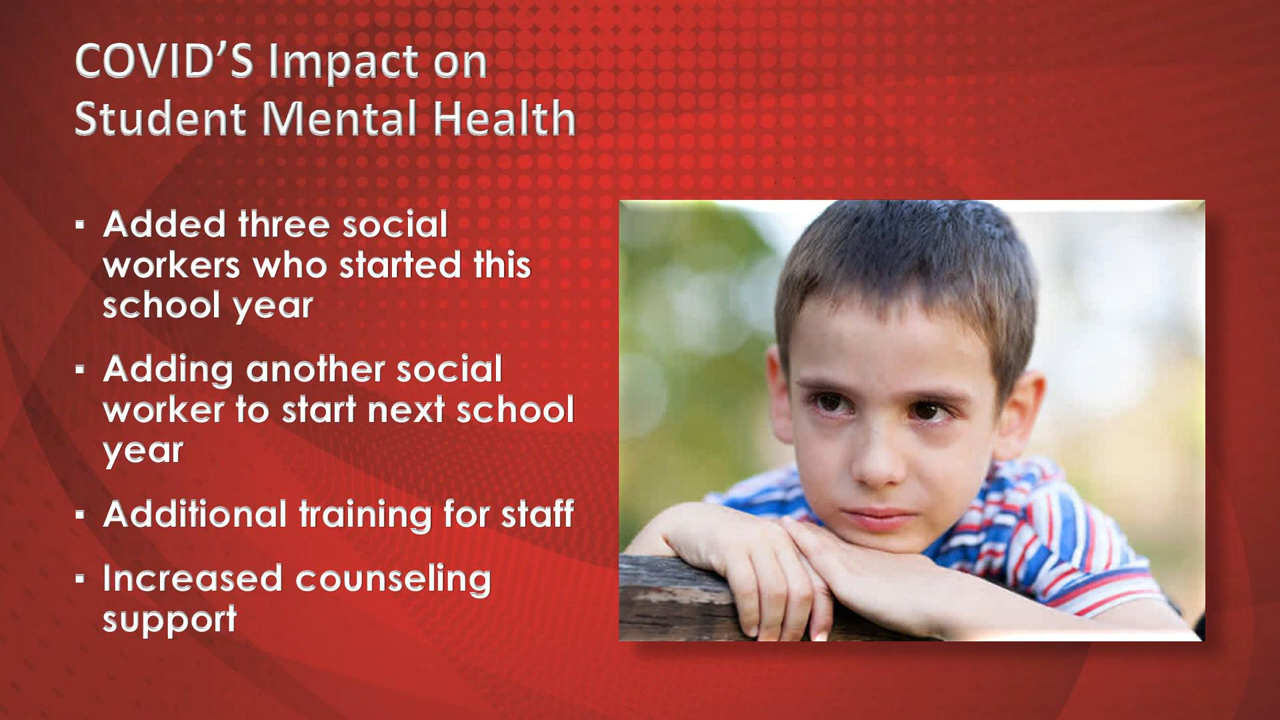 COVID’S Impact on
Student Mental Health
▪ Added three social
workers who started this
school year
▪ Adding another social
worker to start next school
year
▪ Additional training for staff
▪ Increased counseling
support